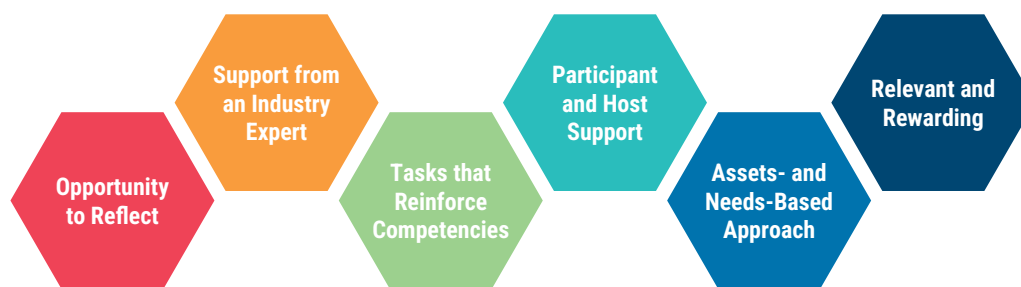 Opportunity
to Reflect
Support from
an Industry
Expert
Tasks that
Reinforce
Competencies
Participant
and Host
Support
Assets- and
Needs-Based
Approach
Relevant and
Rewarding